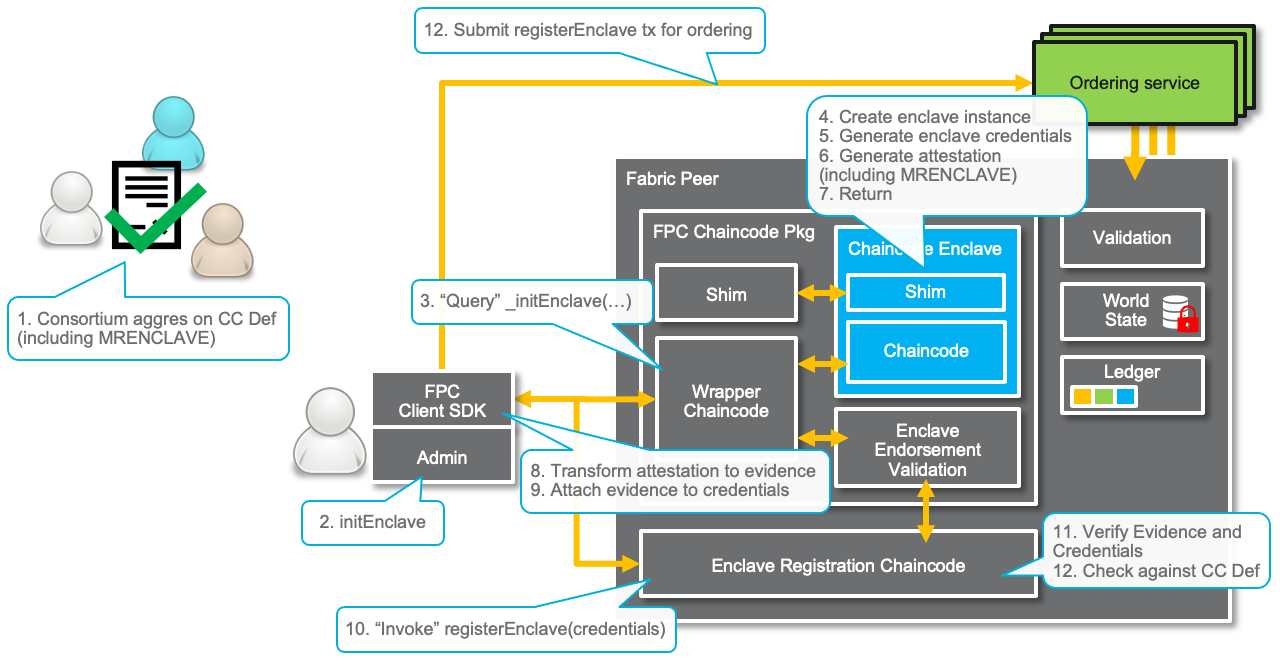 12. Submit registerEnclave tx for ordering
Ordering service
4. Create enclave instance
5. Generate enclave credentials
6. Generate attestation
(including MRENCLAVE)
7. Return
Fabric Peer
FPC Chaincode Pkg
Chaincode Enclave
Validation
Shim
Shim
3. “Query” _initEnclave(…)
World
State
1. Consortium aggres on CC Def
(including MRENCLAVE)
Chaincode
Ledger
FPC
Client SDK
Wrapper
Chaincode
Admin
Enclave
Endorsement
Validation
8. Transform attestation to evidence
9. Attach evidence to credentials
2. initEnclave
11. Verify Evidence and
Credentials
12. Check against CC Def
Enclave Registration Chaincode
10. “Invoke” registerEnclave(credentials)